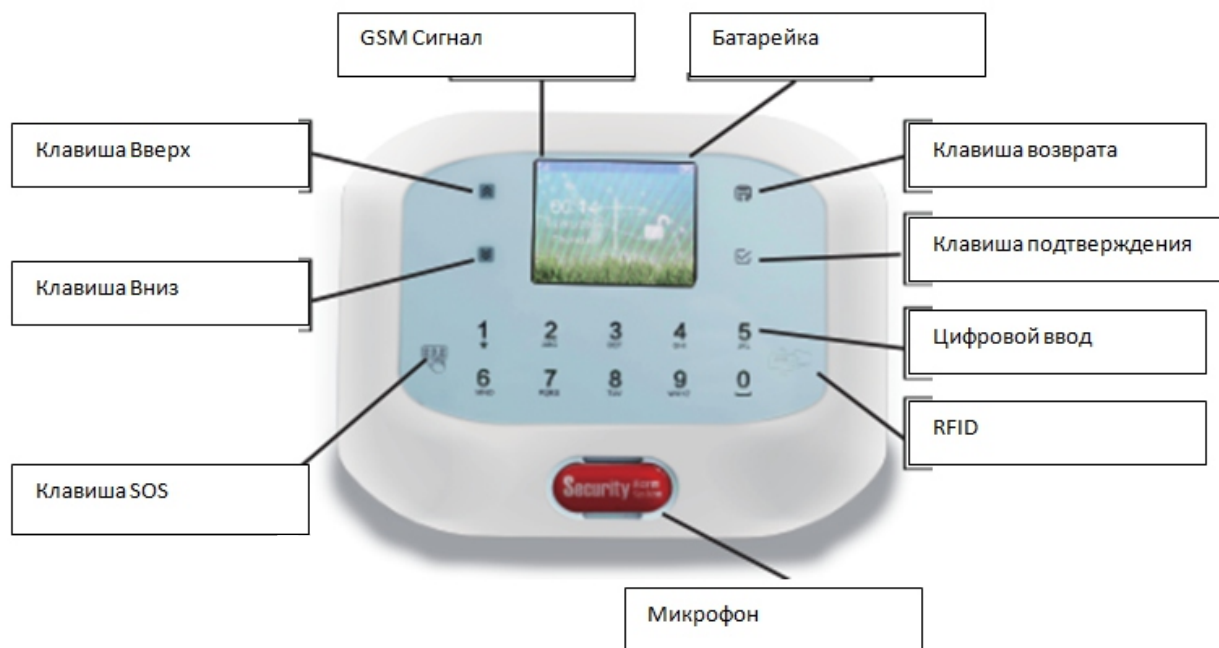 GSM Сигнал
Батарейка
Клавиша Вверх
Клавиша возврата
Клавиша подтверждения
Клавиша Вниз
1 2 3 4 5
Цифровой ввод
6 7 8 9 0
RFID
Клавиша SOS
Security
Микрофон